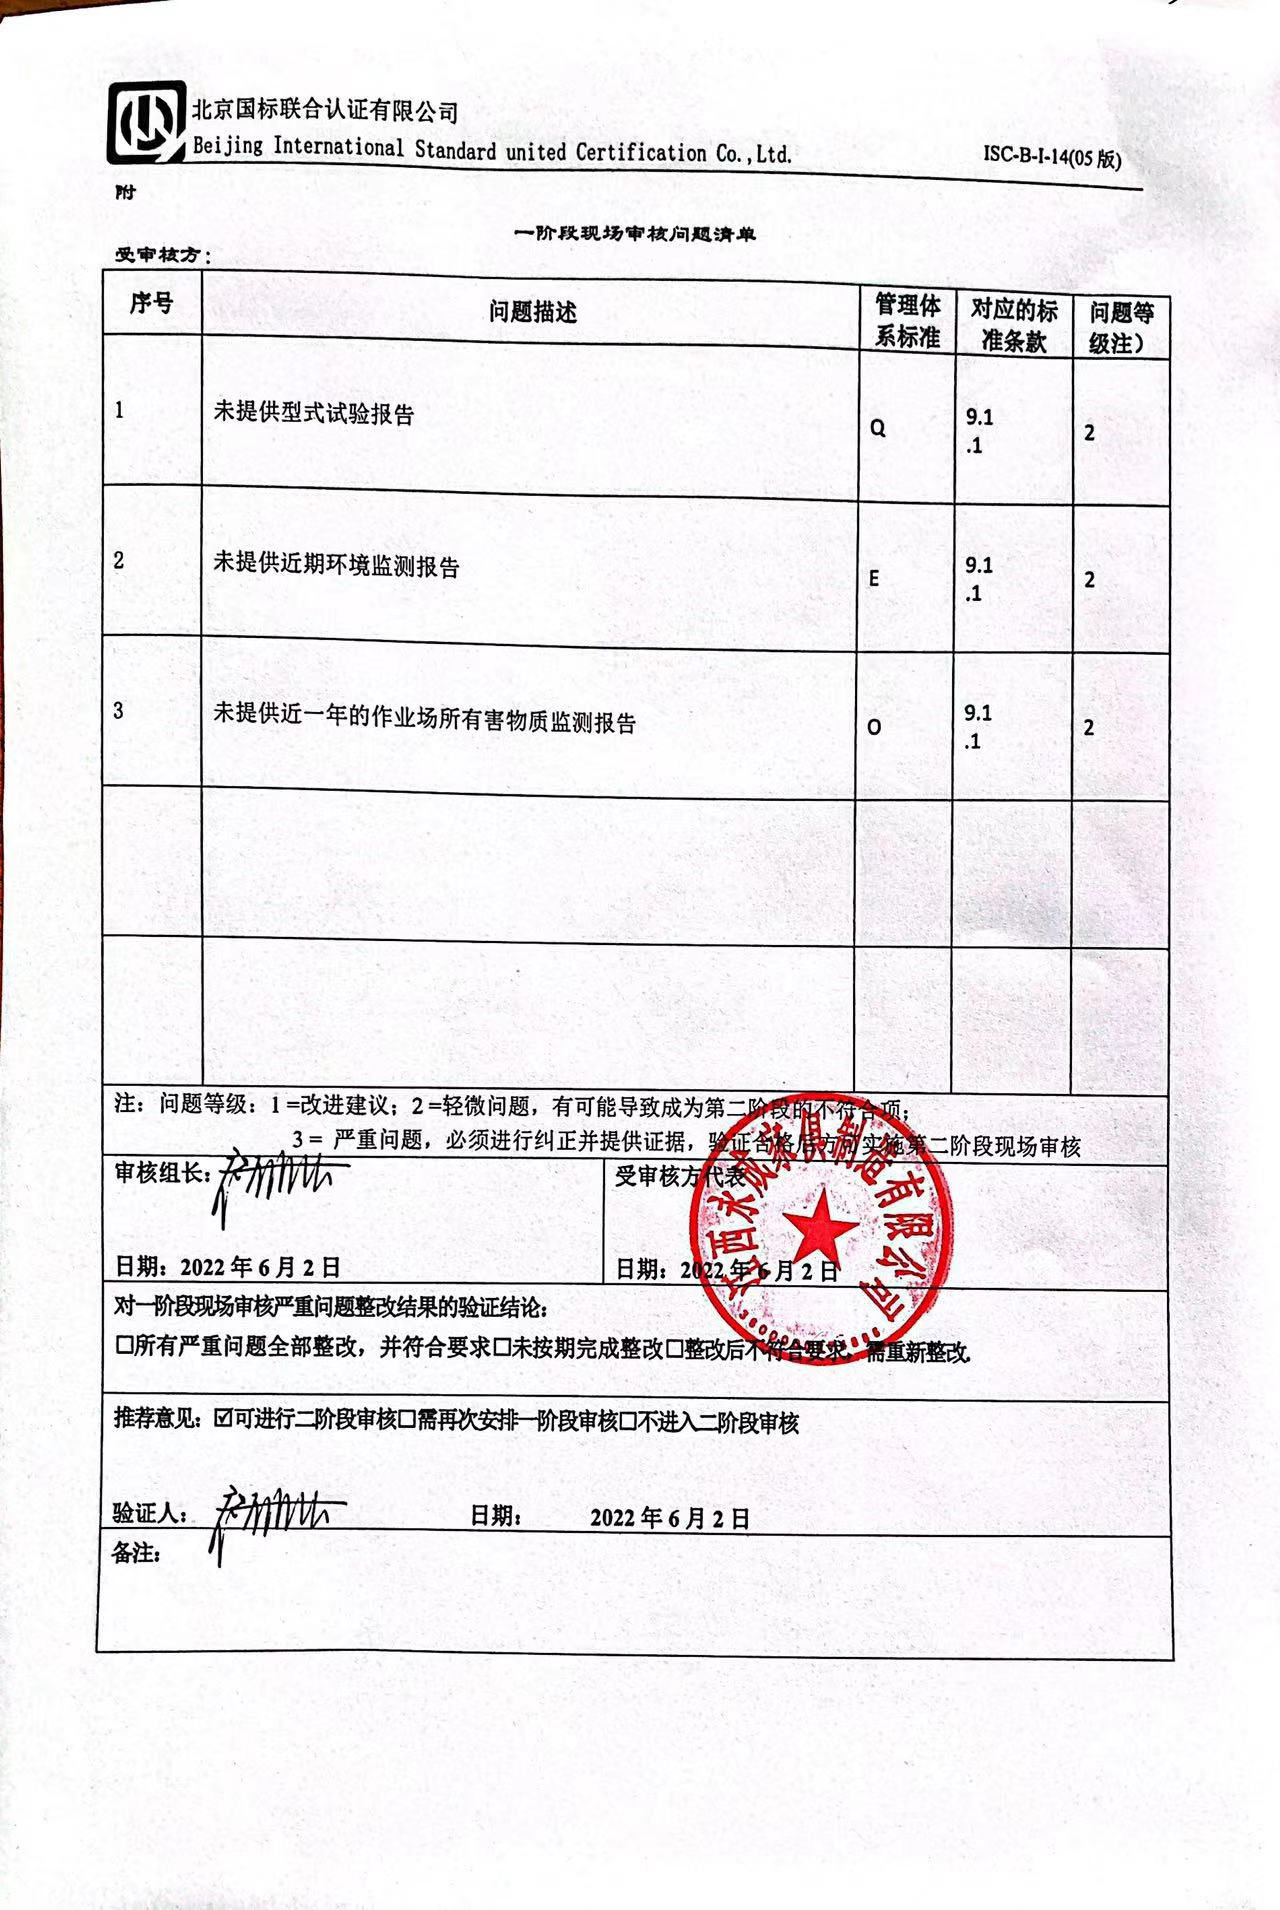 北京国标联合认证有限公司
Beijing International Standard united Certification Co.,Ltd.
ISC-B-I-14(05版)
附
一阶段现场审核问题清单
受审核方：
序号 问题描述 管理体系标准 对应的标准条款 问题等级注）
1 未提供型式试验报告 Q 9.1.1 2
2 未提供近期环境监测报告 E 9.1.1 2
3 未提供近一年的作业场所有害物质监测报告 O 9.1.1 2
注：问题等级：1=改进建议；2=轻微问题，有可能导致成为第二阶段的不符合项；
3= 严重问题，必须进行纠正并提供证据，验证合格后方可实施第二阶段现场审核
审核组长：
受审核方代表
日期：2022年6月2日
日期：2022年6月2日
江西永成家俱制造有限公司
对一阶段现场审核严重问题整改结果的验证结论：
☐所有严重问题全部整改，并符合要求☐未按期完成整改☐整改后不符合要求，需重新整改.
推荐意见：☑可进行二阶段审核☐需再次安排一阶段审核☐不进入二阶段审核
验证人：
日期： 2022年6月2日
备注：